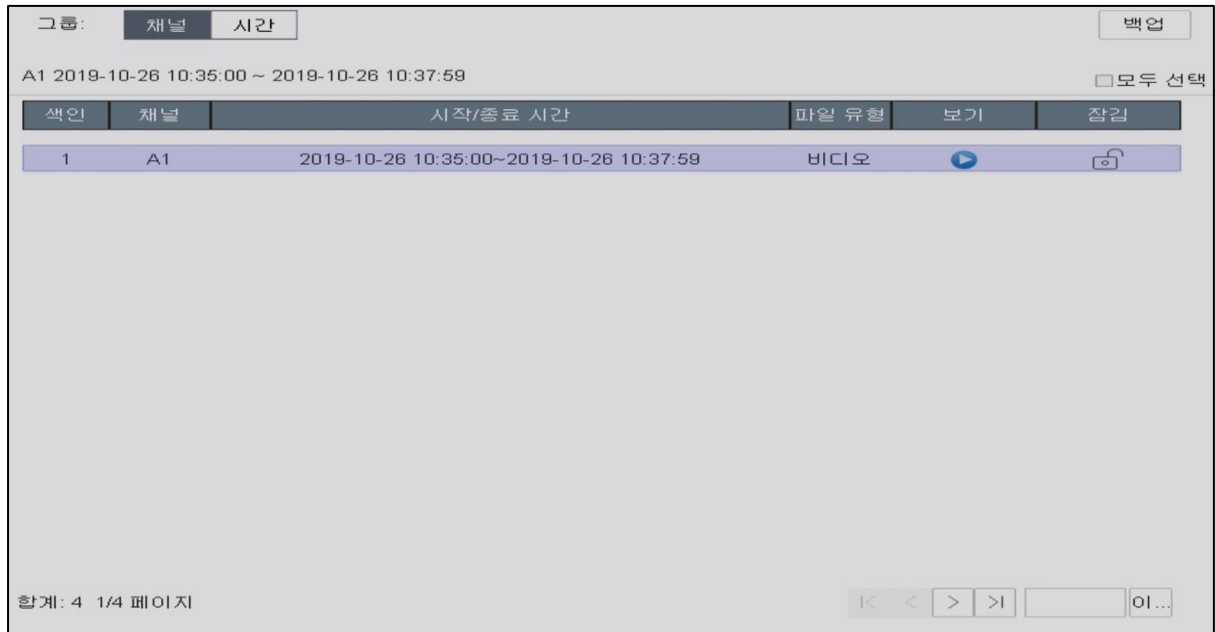 그룹: 채널 시간 백업
A1 2019-10-26 10:35:00 ~ 2019-10-26 10:37:59 모두 선택
색인 채널 시작/종료 시간 파일 유형 보기 잠김
1 A1 2019-10-26 10:35:00~2019-10-26 10:37:59 비디오
합계: 4 1/4 페이지 이...